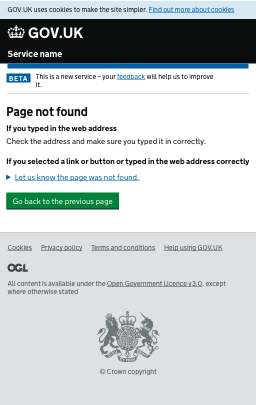 GOV.UK uses cookies to make the site simpler. Find out more about cookies
GOV.UK
Service name
BETA
This is a new service – your feedback will help us to improve
it.
Page not found
If you typed in the web address
Check the address and make sure you typed it in correctly.
If you selected a link or button or typed in the web address correctly
Let us know the page was not found.
Go back to the previous page
Cookies Privacy policy Terms and conditions Help using GOV.UK
OGL
All content is available under the Open Government Licence v3.0, except
where otherwise stated
© Crown copyright